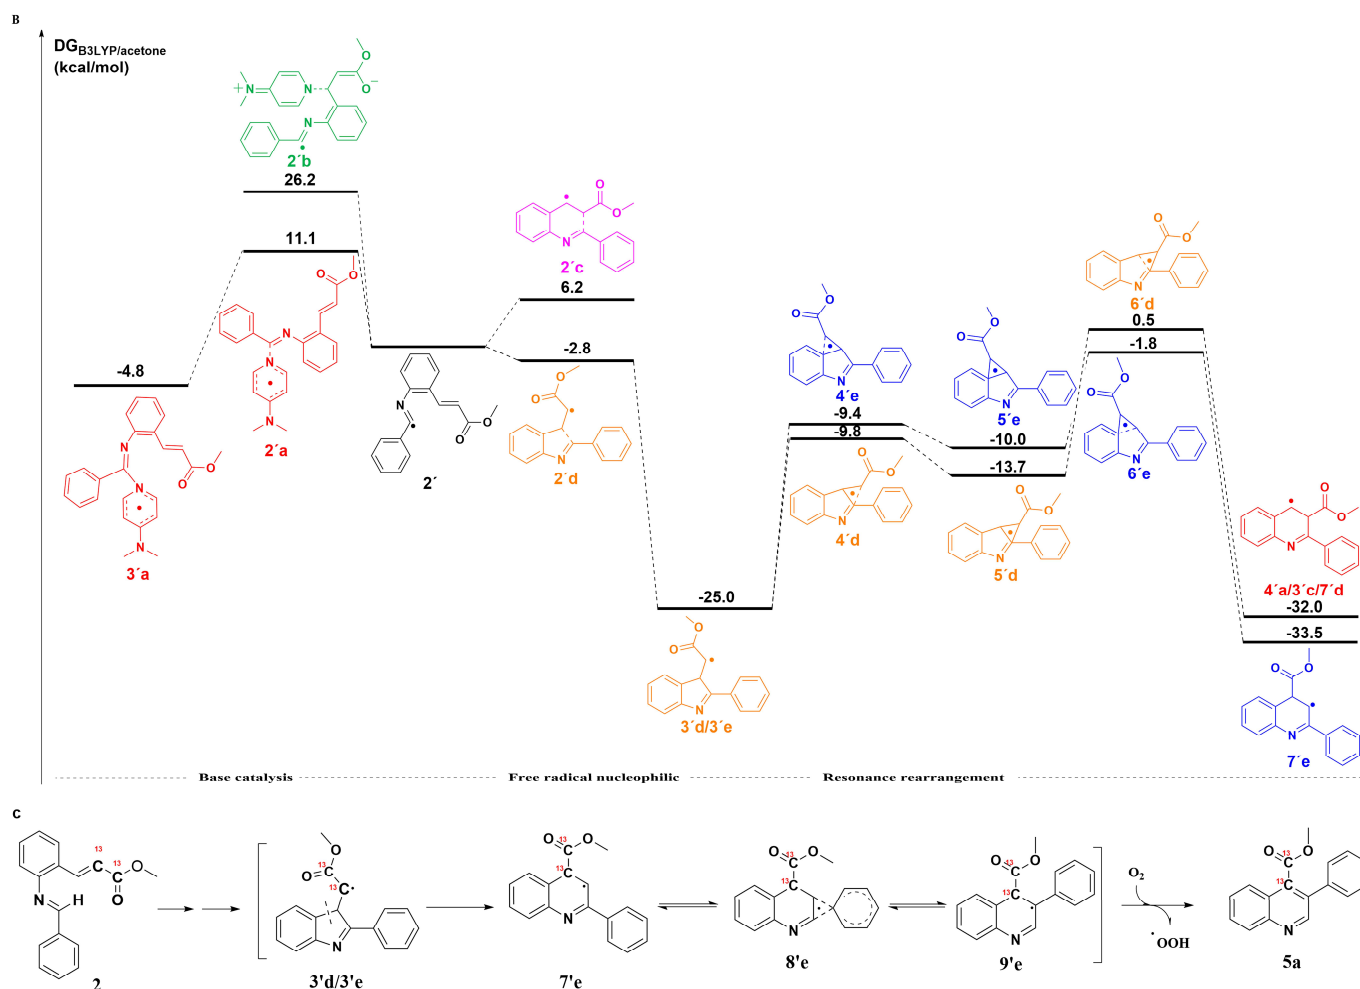 B
DG B3LYP/acetone
(kcal/mol)
2´b
26.2
11.1
2´a
-4.8
3´a
2´
2´c
6.2
-2.8
2´d
-25.0
3´d/3´e
4´e
-9.4
-9.8
4´d
5´e
-10.0
-13.7
5´d
6´d
0.5
-1.8
6´e
4´a/3´c/7´d
-32.0
-33.5
7´e
Base catalysis
Free radical nucleophilic
Resonance rearrangement
C
2
3'd/3'e
7'e
8'e
9'e
O2
·OOH
5a